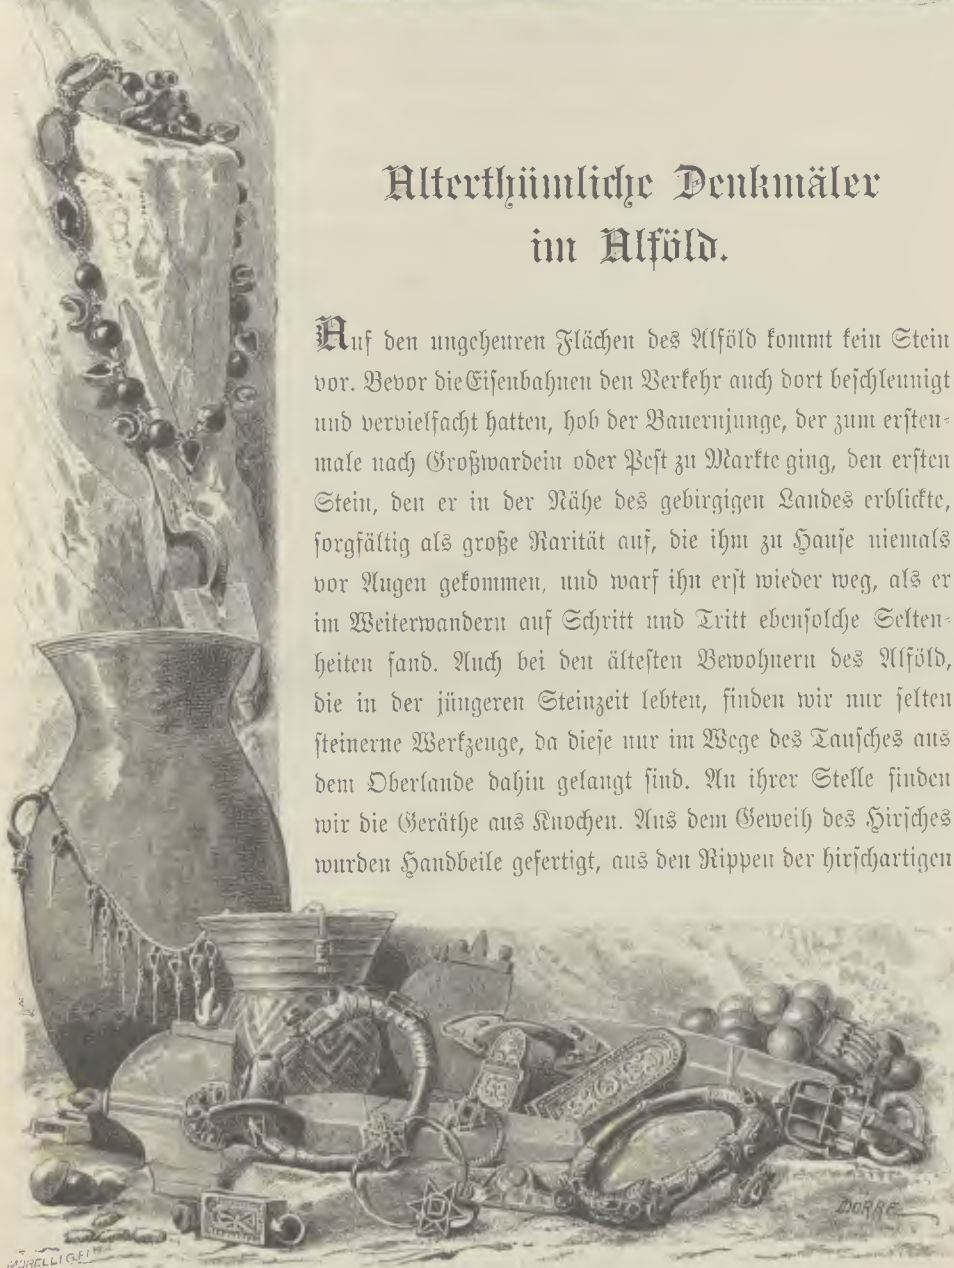 Alterthümliche Denkmäler
im Alföld.
Auf den ungeheuren Flächen des Alföld kommt kein Stein
vor. Bevor die Eisenbahnen den Verkehr auch dort beschleunigt
und vervielfacht hatten, hob der Bauernjunge, der zum ersten-
male nach Großwardein oder Pest zu Markte ging, den ersten
Stein, den er in der Nähe des gebirgigen Landes erblickte,
sorgfältig als große Rarität auf, die ihm zu Hause niemals
vor Augen gekommen, und warf ihn erst wieder weg, als er
im Weiterwandern auf Schritt und Tritt ebensolche Selten-
heiten fand. Auch bei den ältesten Bewohnern des Alföld,
die in der jüngeren Steinzeit lebten, finden wir nur selten
steinerne Werkzeuge, da diese nur im Wege des Tausches aus
dem Oberlande dahin gelangt sind. An ihrer Stelle finden
wir die Geräthe aus Knochen. Aus dem Geweih des Hirsches
wurden Handbeile gefertigt, aus den Rippen der hirschartigen
DÖRRE
MORELLI G.F.